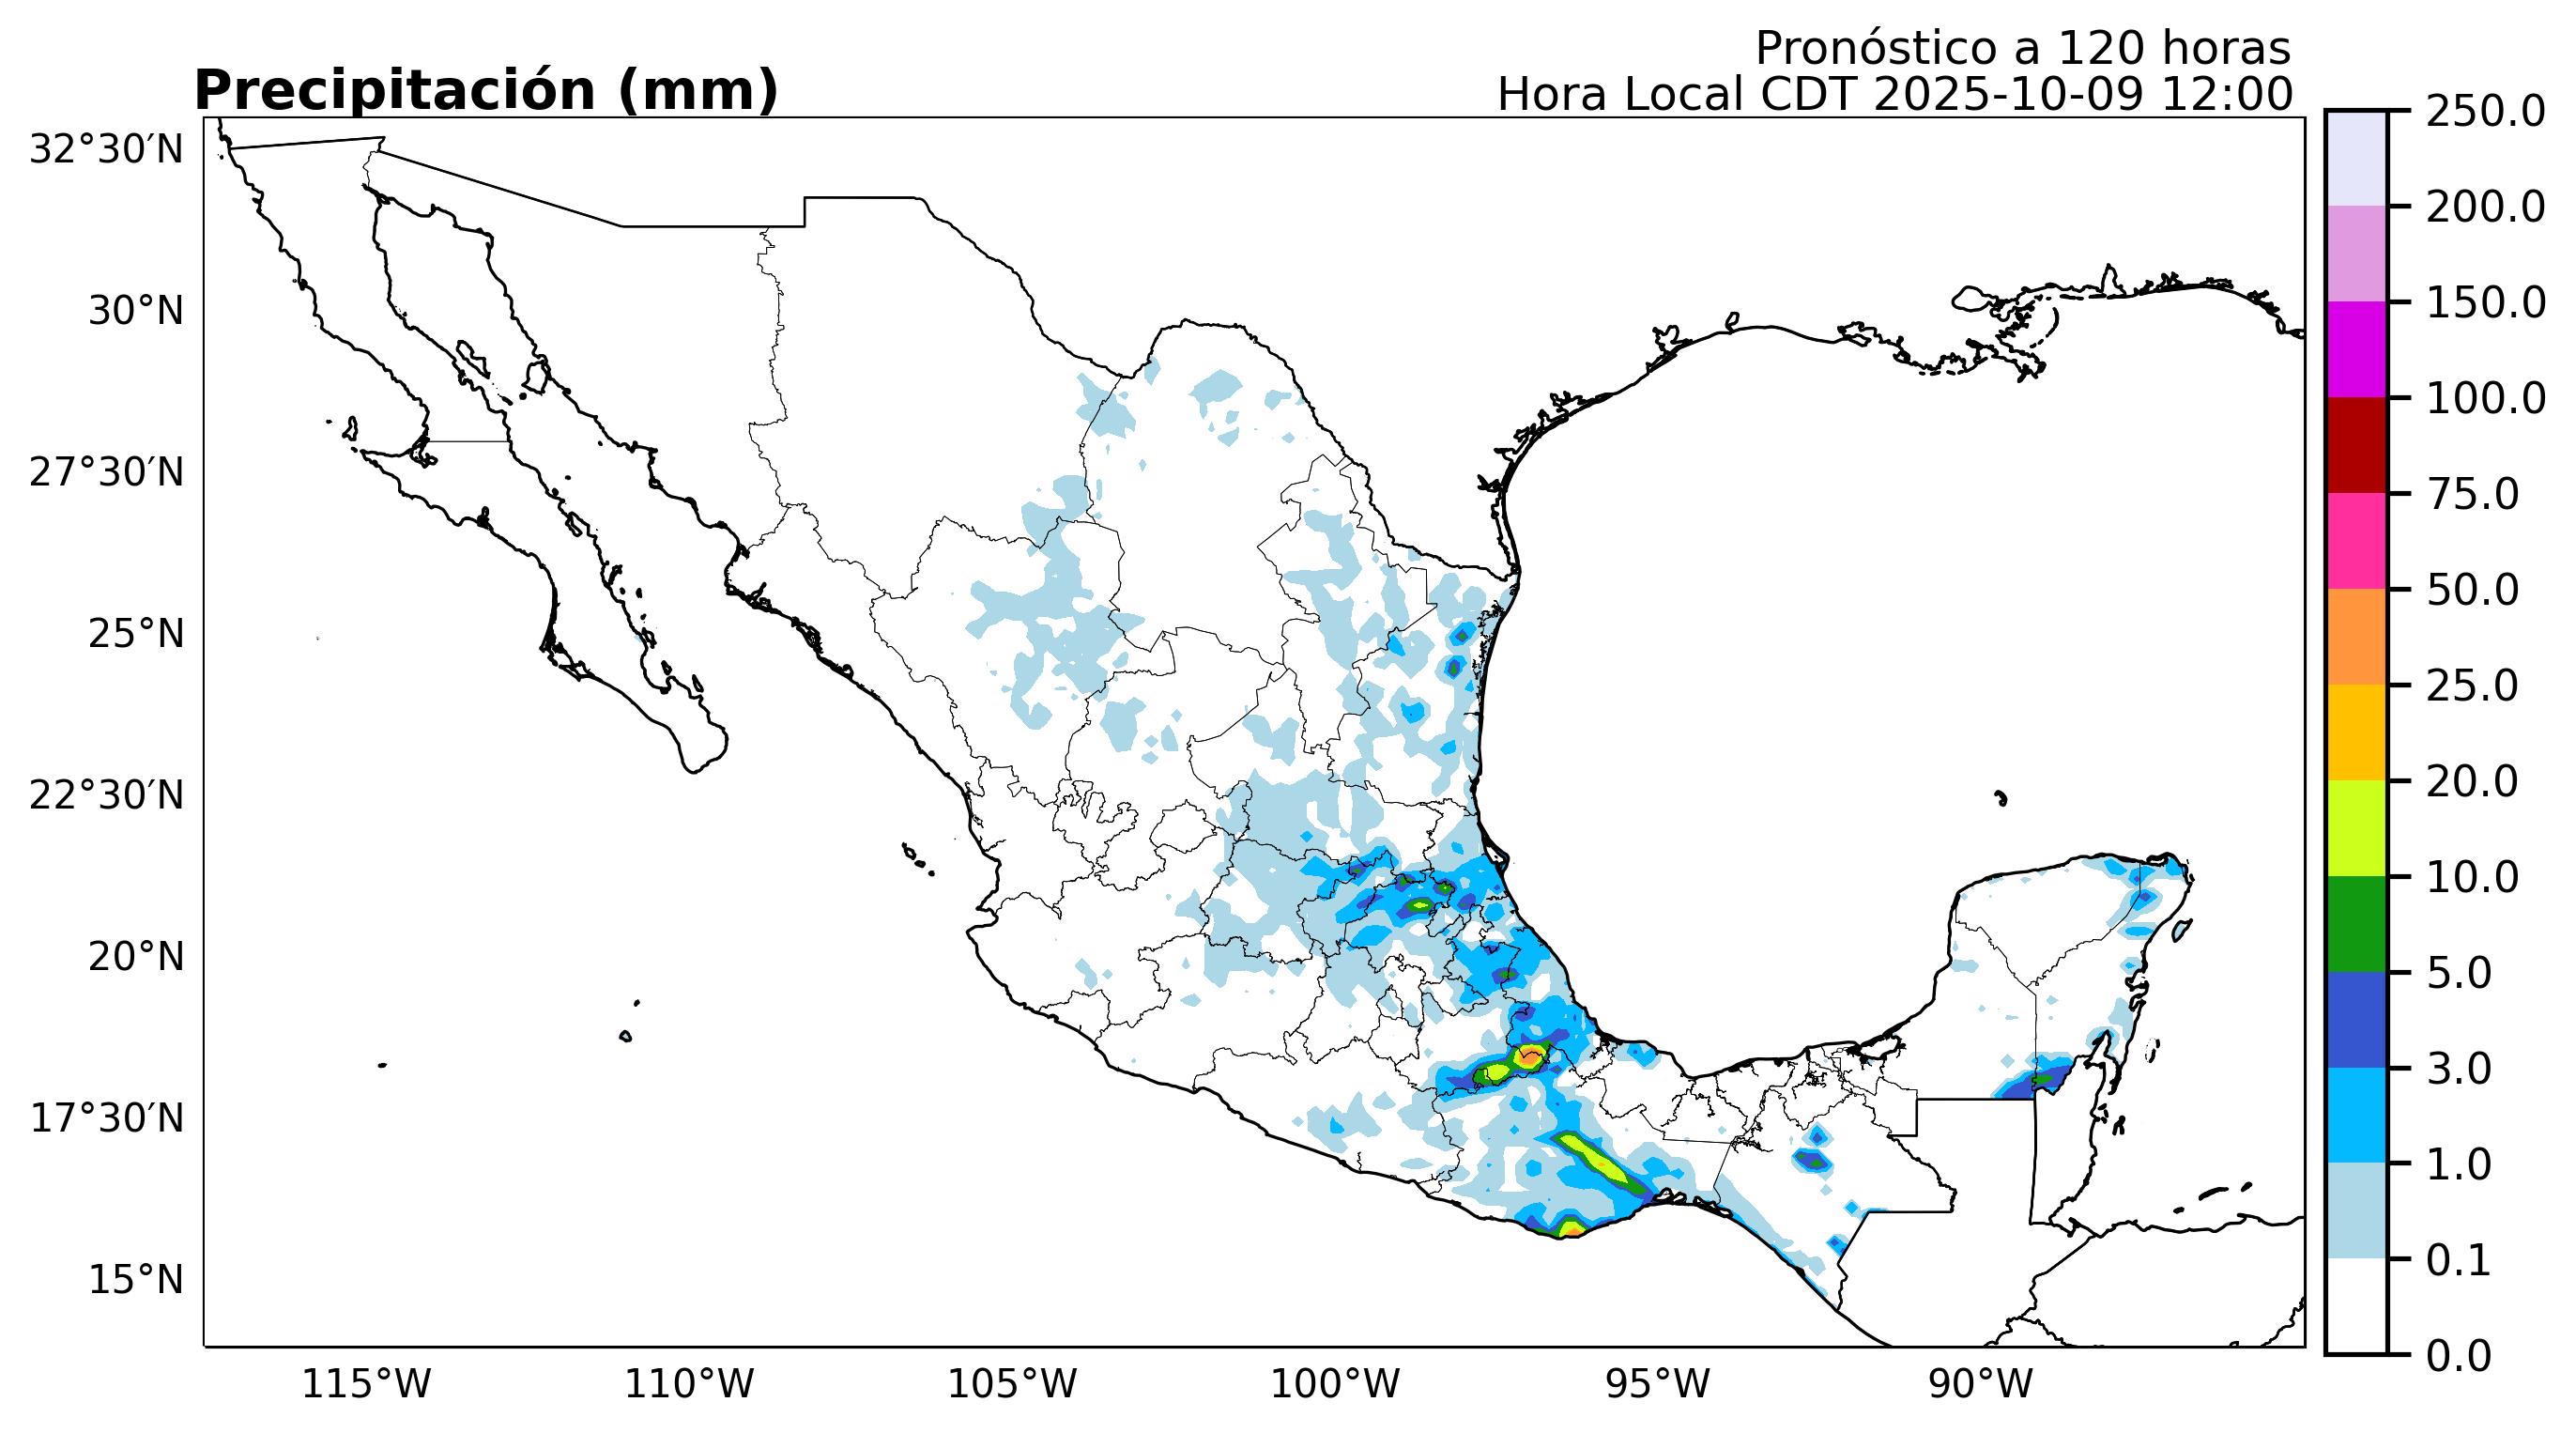 Pronóstico a 120 horas
Precipitación (mm)
Hora Local CDT 2025-10-09 12:00
32°30′N
30°N
27°30′N
25°N
22°30′N
20°N
17°30′N
15°N
115°W
110°W
105°W
100°W
95°W
90°W
250.0
200.0
150.0
100.0
75.0
50.0
25.0
20.0
10.0
5.0
3.0
1.0
0.1
0.0